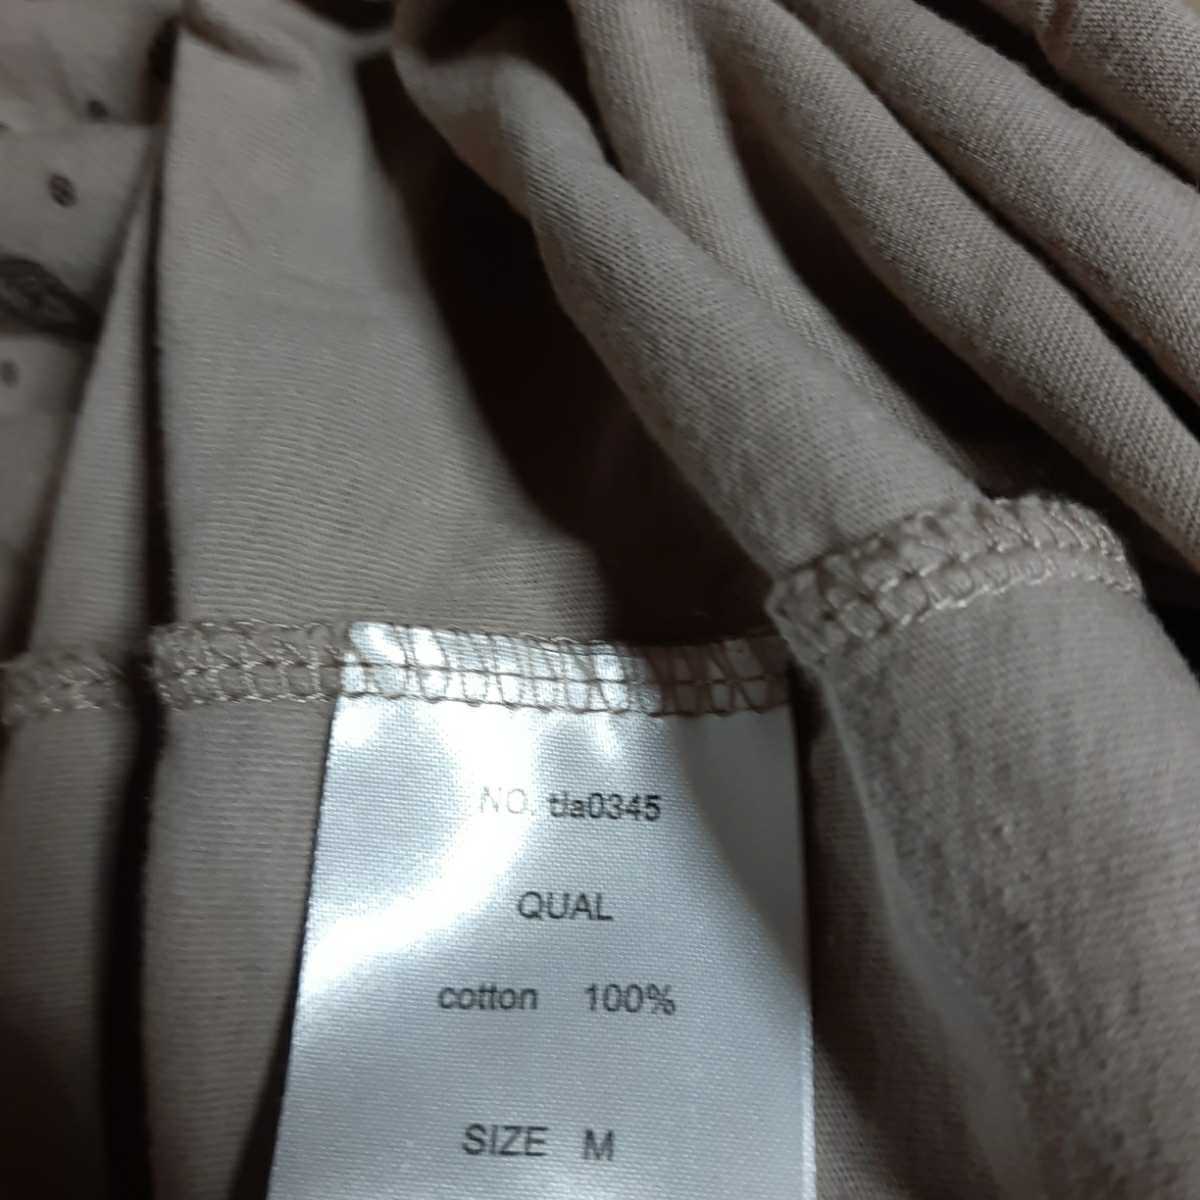 NO. tla0345
QUAL
cotton 100%
SIZE M